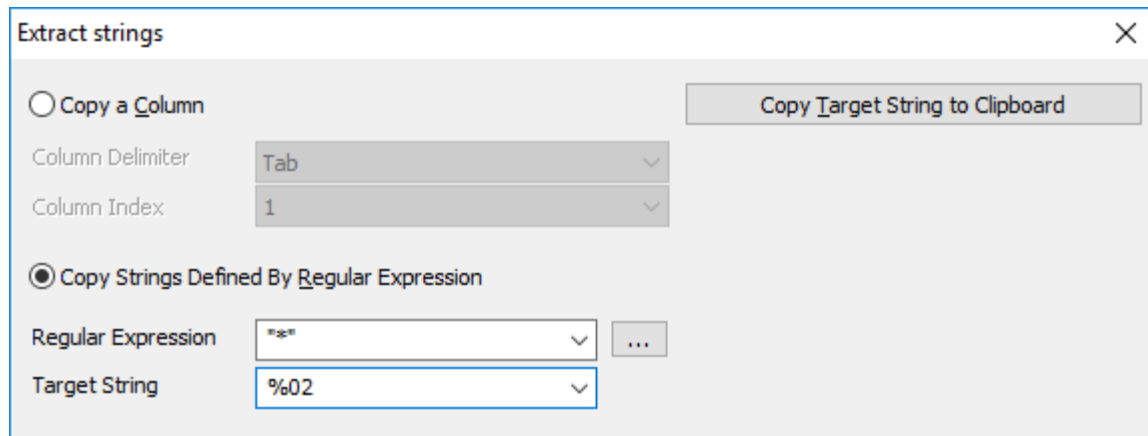 Extract strings
Copy a Column
Copy Target String to Clipboard
Column Delimiter Tab
Column Index 1
Copy Strings Defined By Regular Expression
Regular Expression "*" ...
Target String %02